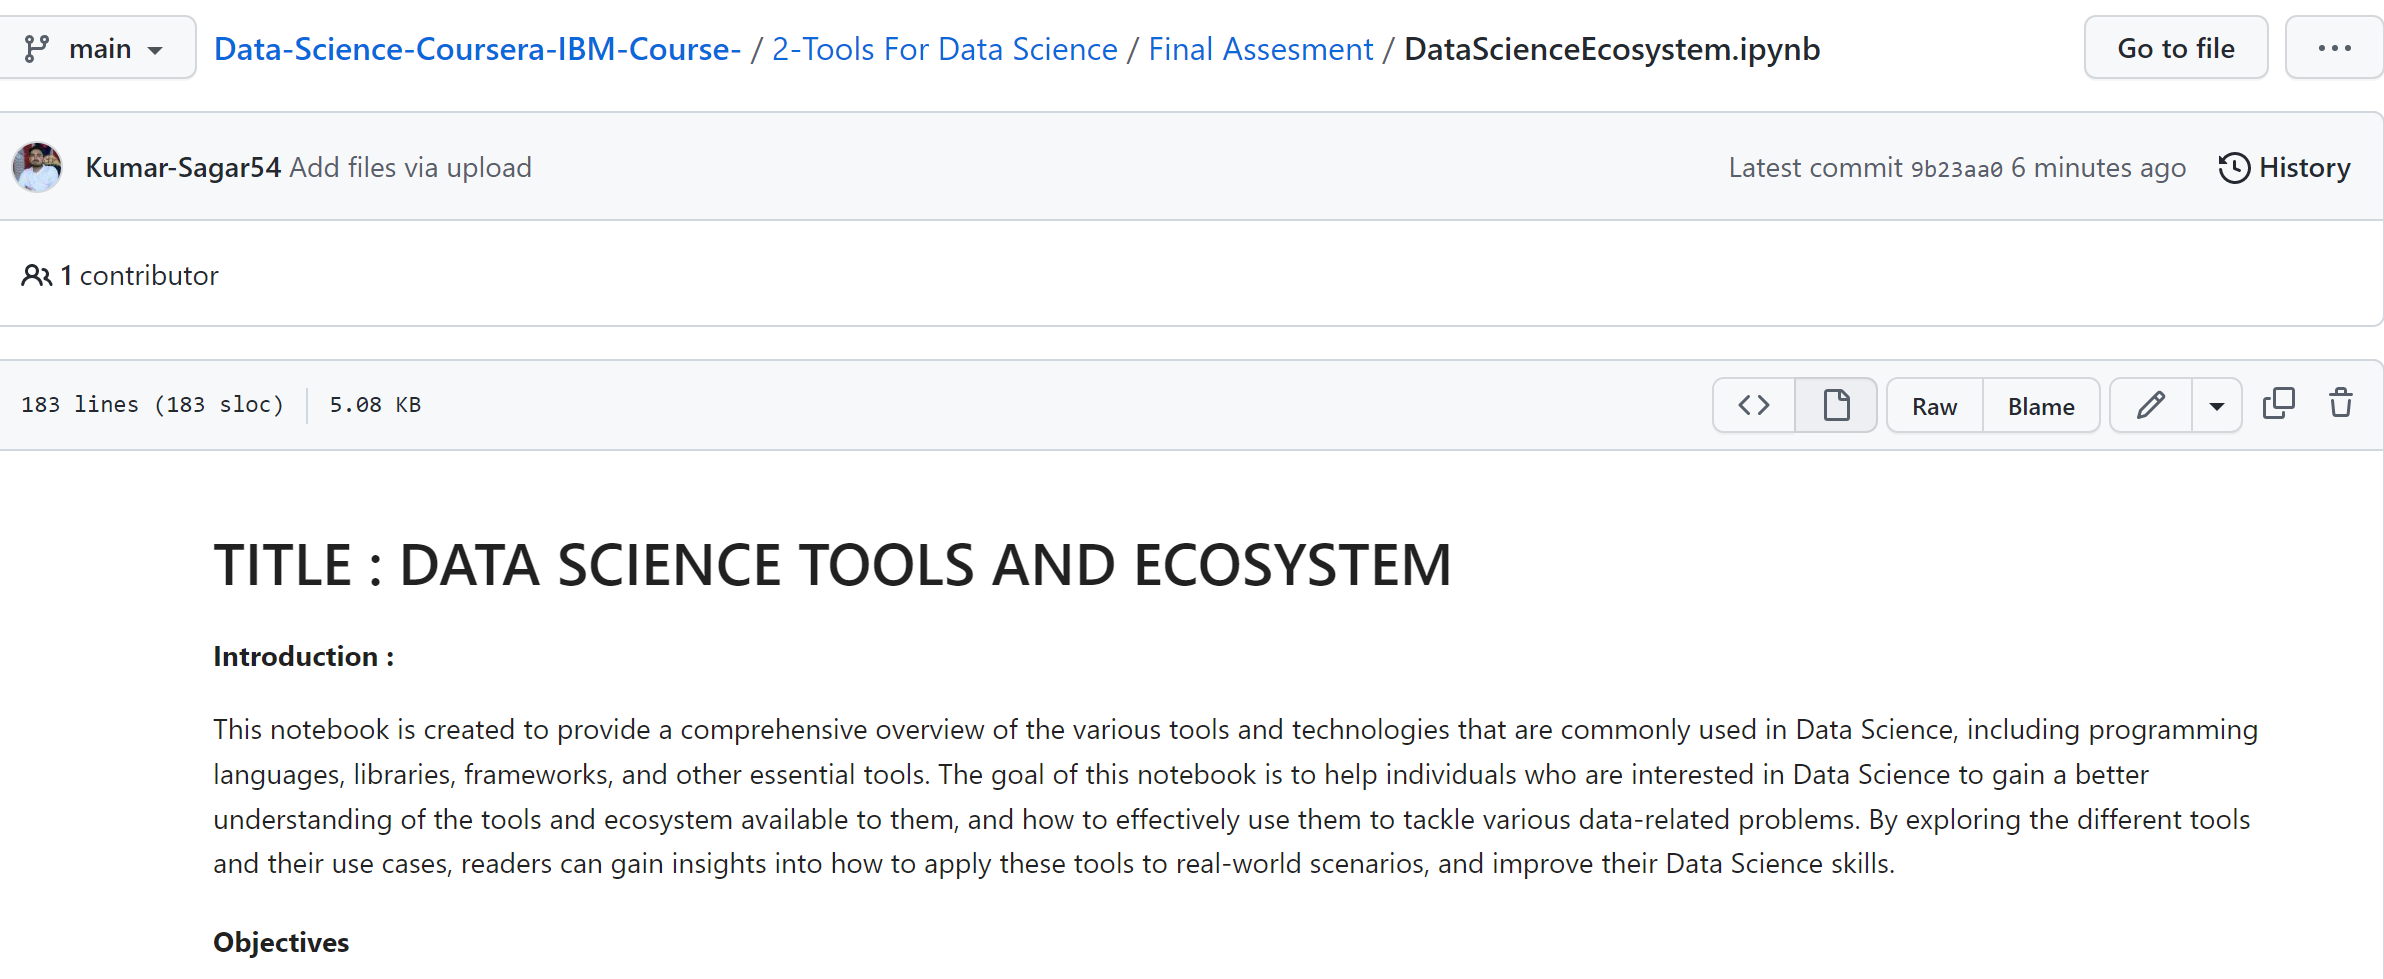 main Data-Science-Coursera-IBM-Course- / 2-Tools For Data Science / Final Assesment / DataScienceEcosystem.ipynb Go to file ...
Kumar-Sagar54 Add files via upload Latest commit 9b23aa0 6 minutes ago History
1 contributor
183 lines (183 sloc) 5.08 KB <> Raw Blame
TITLE : DATA SCIENCE TOOLS AND ECOSYSTEM
Introduction :
This notebook is created to provide a comprehensive overview of the various tools and technologies that are commonly used in Data Science, including programming
languages, libraries, frameworks, and other essential tools. The goal of this notebook is to help individuals who are interested in Data Science to gain a better
understanding of the tools and ecosystem available to them, and how to effectively use them to tackle various data-related problems. By exploring the different tools
and their use cases, readers can gain insights into how to apply these tools to real-world scenarios, and improve their Data Science skills.
Objectives